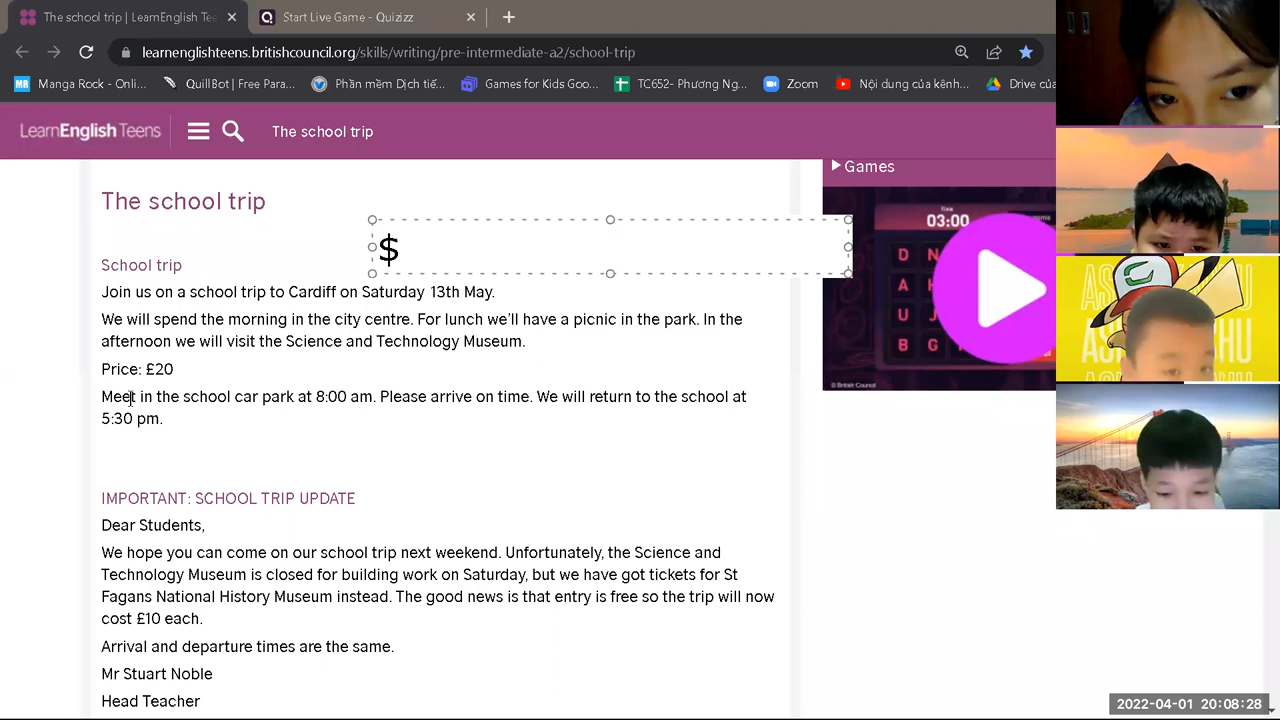 The school trip | LearnEnglish Te
Start Live Game - Quizizz
learnenglishteens.britishcouncil.org/skills/writing/pre-intermediate-a2/school-trip
MR Manga Rock - Onli...
QuillBot | Free Para...
Phần mềm Dịch tiế...
Games for Kids Goo...
TC652- Phương Ng...
Zoom
Nội dung của kênh...
Drive của
LearnEnglish Teens
The school trip
Games
The school trip
Time
03:00
$
School trip
Join us on a school trip to Cardiff on Saturday 13th May.
We will spend the morning in the city centre. For lunch we'll have a picnic in the park. In the
afternoon we will visit the Science and Technology Museum.
Price: £20
Meet in the school car park at 8:00 am. Please arrive on time. We will return to the school at
5:30 pm.
D N
A H
U
B G
© British Council
IMPORTANT: SCHOOL TRIP UPDATE
Dear Students,
We hope you can come on our school trip next weekend. Unfortunately, the Science and
Technology Museum is closed for building work on Saturday, but we have got tickets for St
Fagans National History Museum instead. The good news is that entry is free so the trip will now
cost £10 each.
Arrival and departure times are the same.
Mr Stuart Noble
Head Teacher
2022-04-01 20:08:28